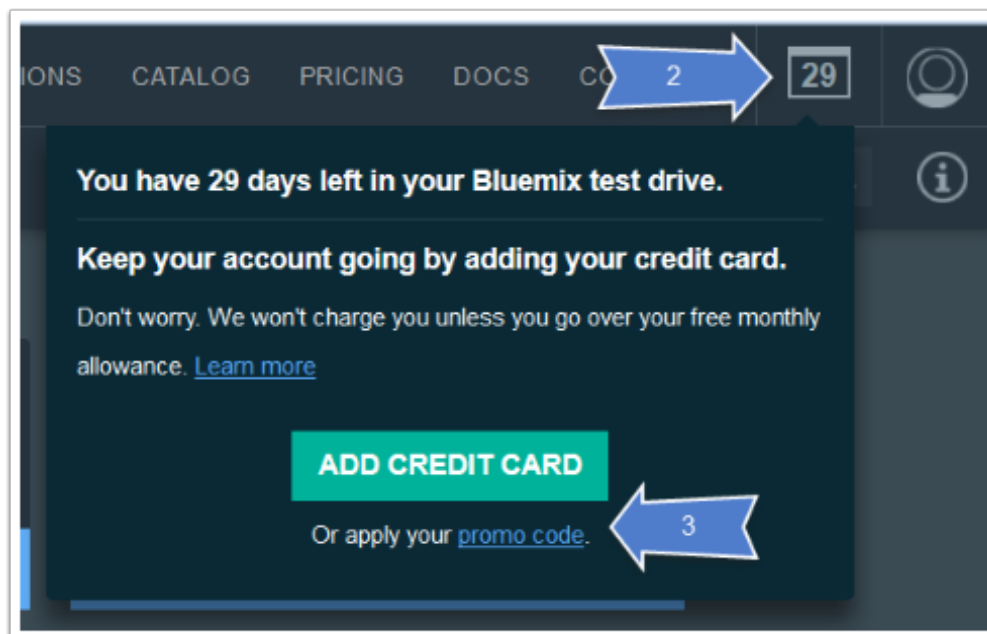 IONS CATALOG PRICING DOCS 2 29
You have 29 days left in your Bluemix test drive.
Keep your account going by adding your credit card.
Don't worry. We won't charge you unless you go over your free monthly
allowance. Learn more
ADD CREDIT CARD
Or apply your promo code. 3